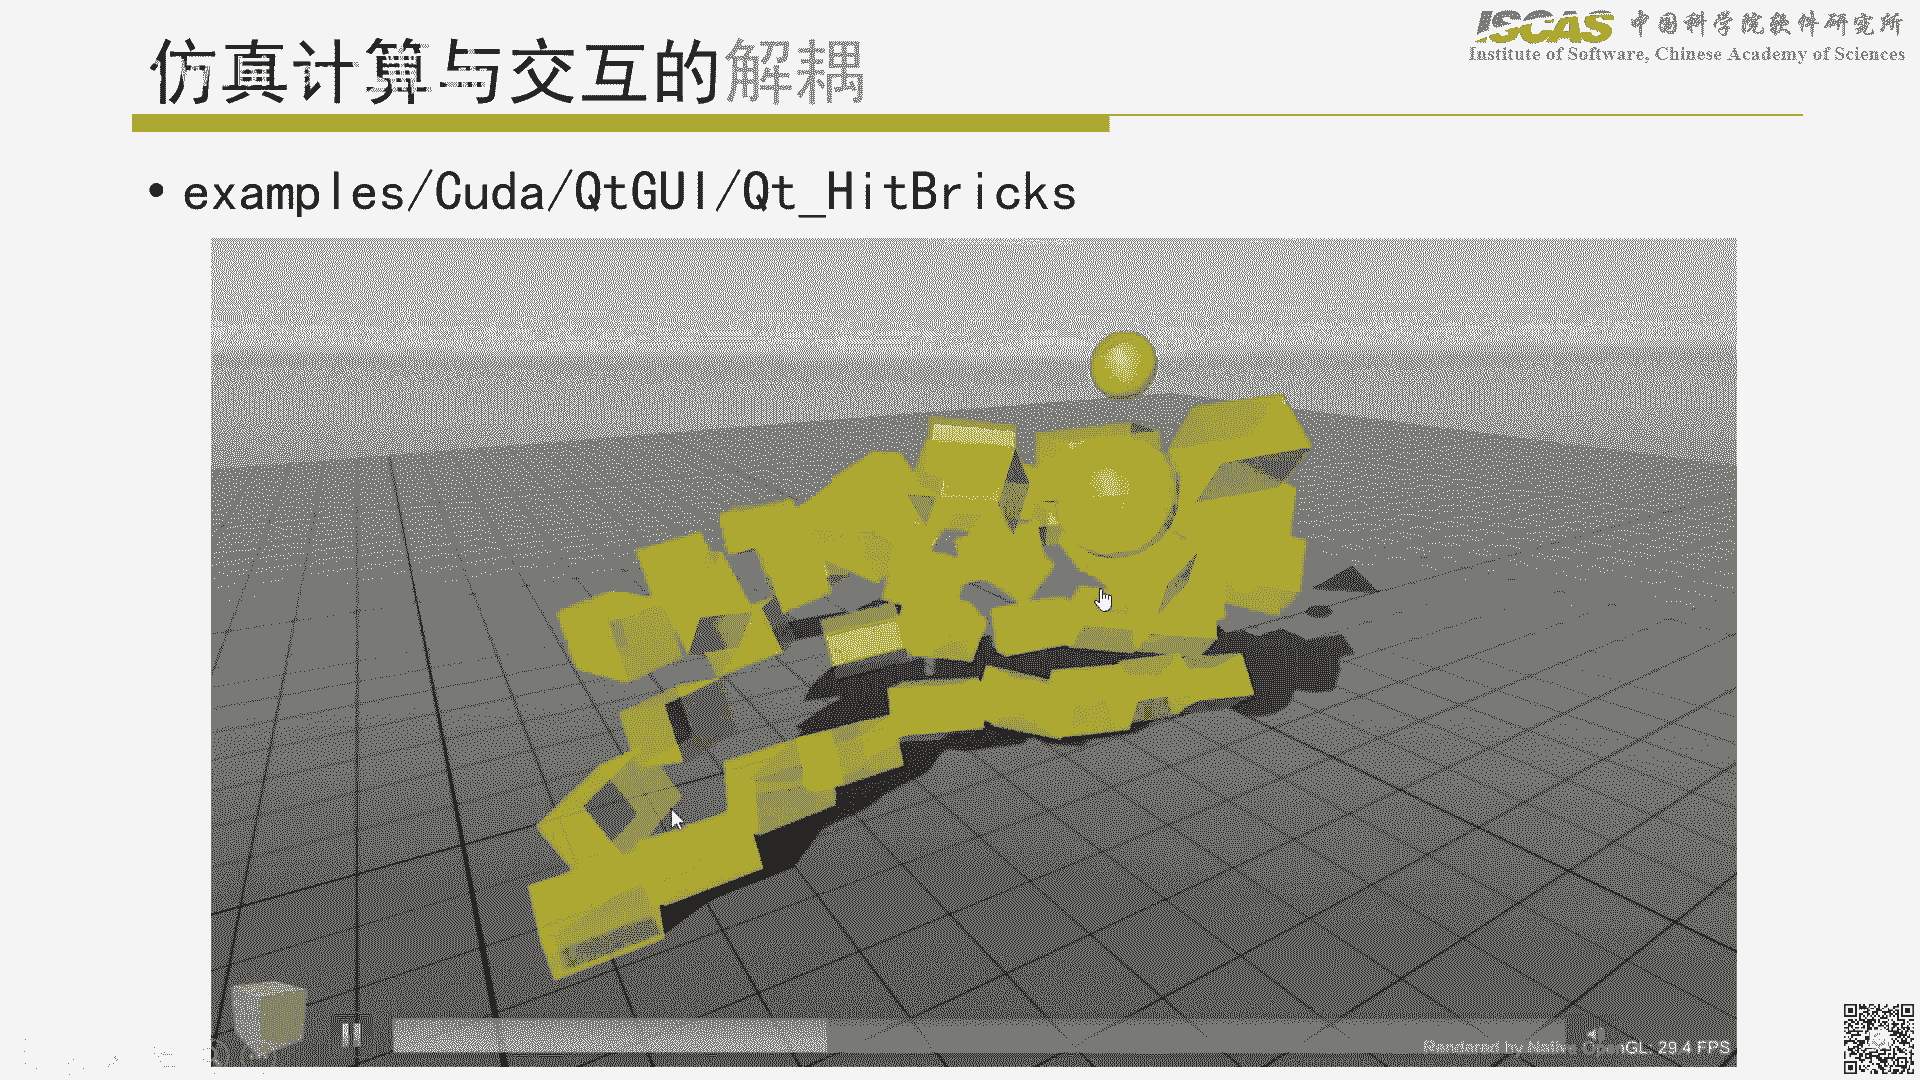 仿真计算与交互的解耦
ISCAS 中国科学院软件研究所
Institute of Software, Chinese Academy of Sciences
• examples/Cuda/QtGUI/Qt_HitBricks
Rendered by Native OpenGL: 29.4 FPS